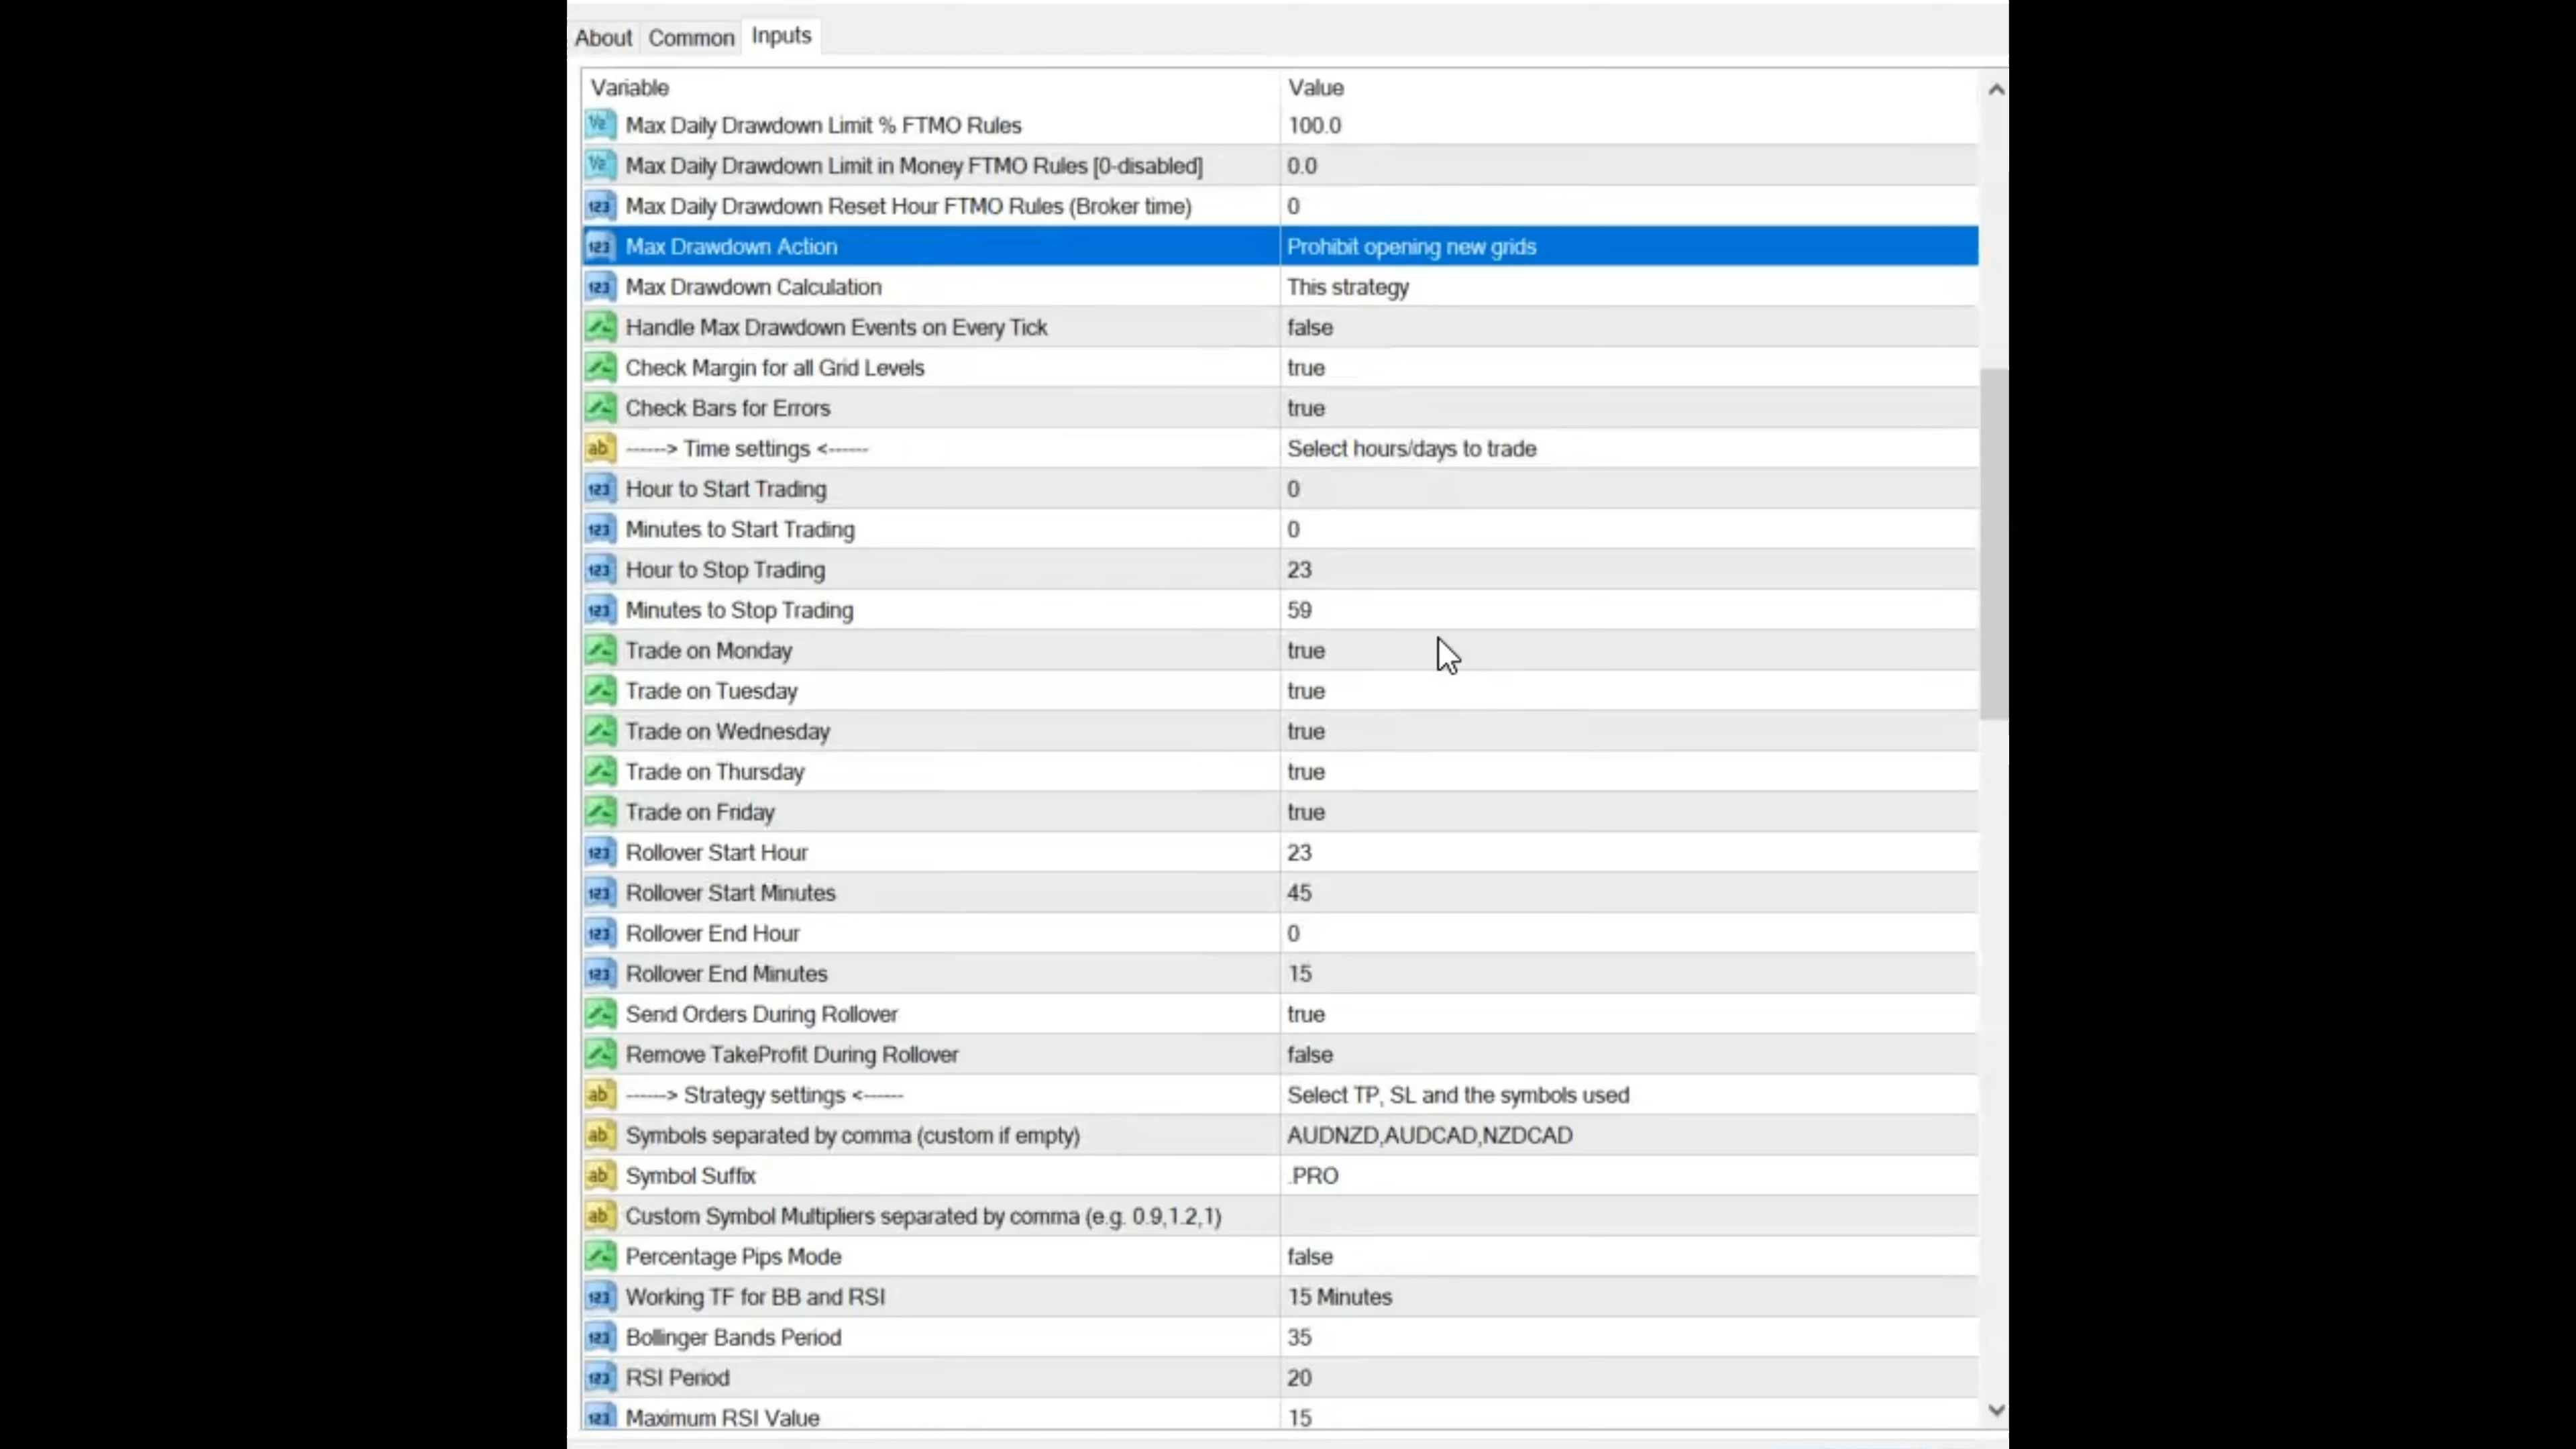 About Common Inputs
Variable Value
Max Daily Drawdown Limit % FTMO Rules 100.0
Max Daily Drawdown Limit in Money FTMO Rules [0-disabled] 0.0
Max Daily Drawdown Reset Hour FTMO Rules (Broker time) 0
Max Drawdown Action Prohibit opening new grids
Max Drawdown Calculation This strategy
Handle Max Drawdown Events on Every Tick false
Check Margin for all Grid Levels true
Check Bars for Errors true
------> Time settings <------ Select hours/days to trade
Hour to Start Trading 0
Minutes to Start Trading 0
Hour to Stop Trading 23
Minutes to Stop Trading 59
Trade on Monday true
Trade on Tuesday true
Trade on Wednesday true
Trade on Thursday true
Trade on Friday true
Rollover Start Hour 23
Rollover Start Minutes 45
Rollover End Hour 0
Rollover End Minutes 15
Send Orders During Rollover true
Remove TakeProfit During Rollover false
------> Strategy settings <------ Select TP, SL and the symbols used
Symbols separated by comma (custom if empty) AUDNZD,AUDCAD,NZDCAD
Symbol Suffix .PRO
Custom Symbol Multipliers separated by comma (e.g. 0.9,1.2,1)
Percentage Pips Mode false
Working TF for BB and RSI 15 Minutes
Bollinger Bands Period 35
RSI Period 20
Maximum RSI Value 15